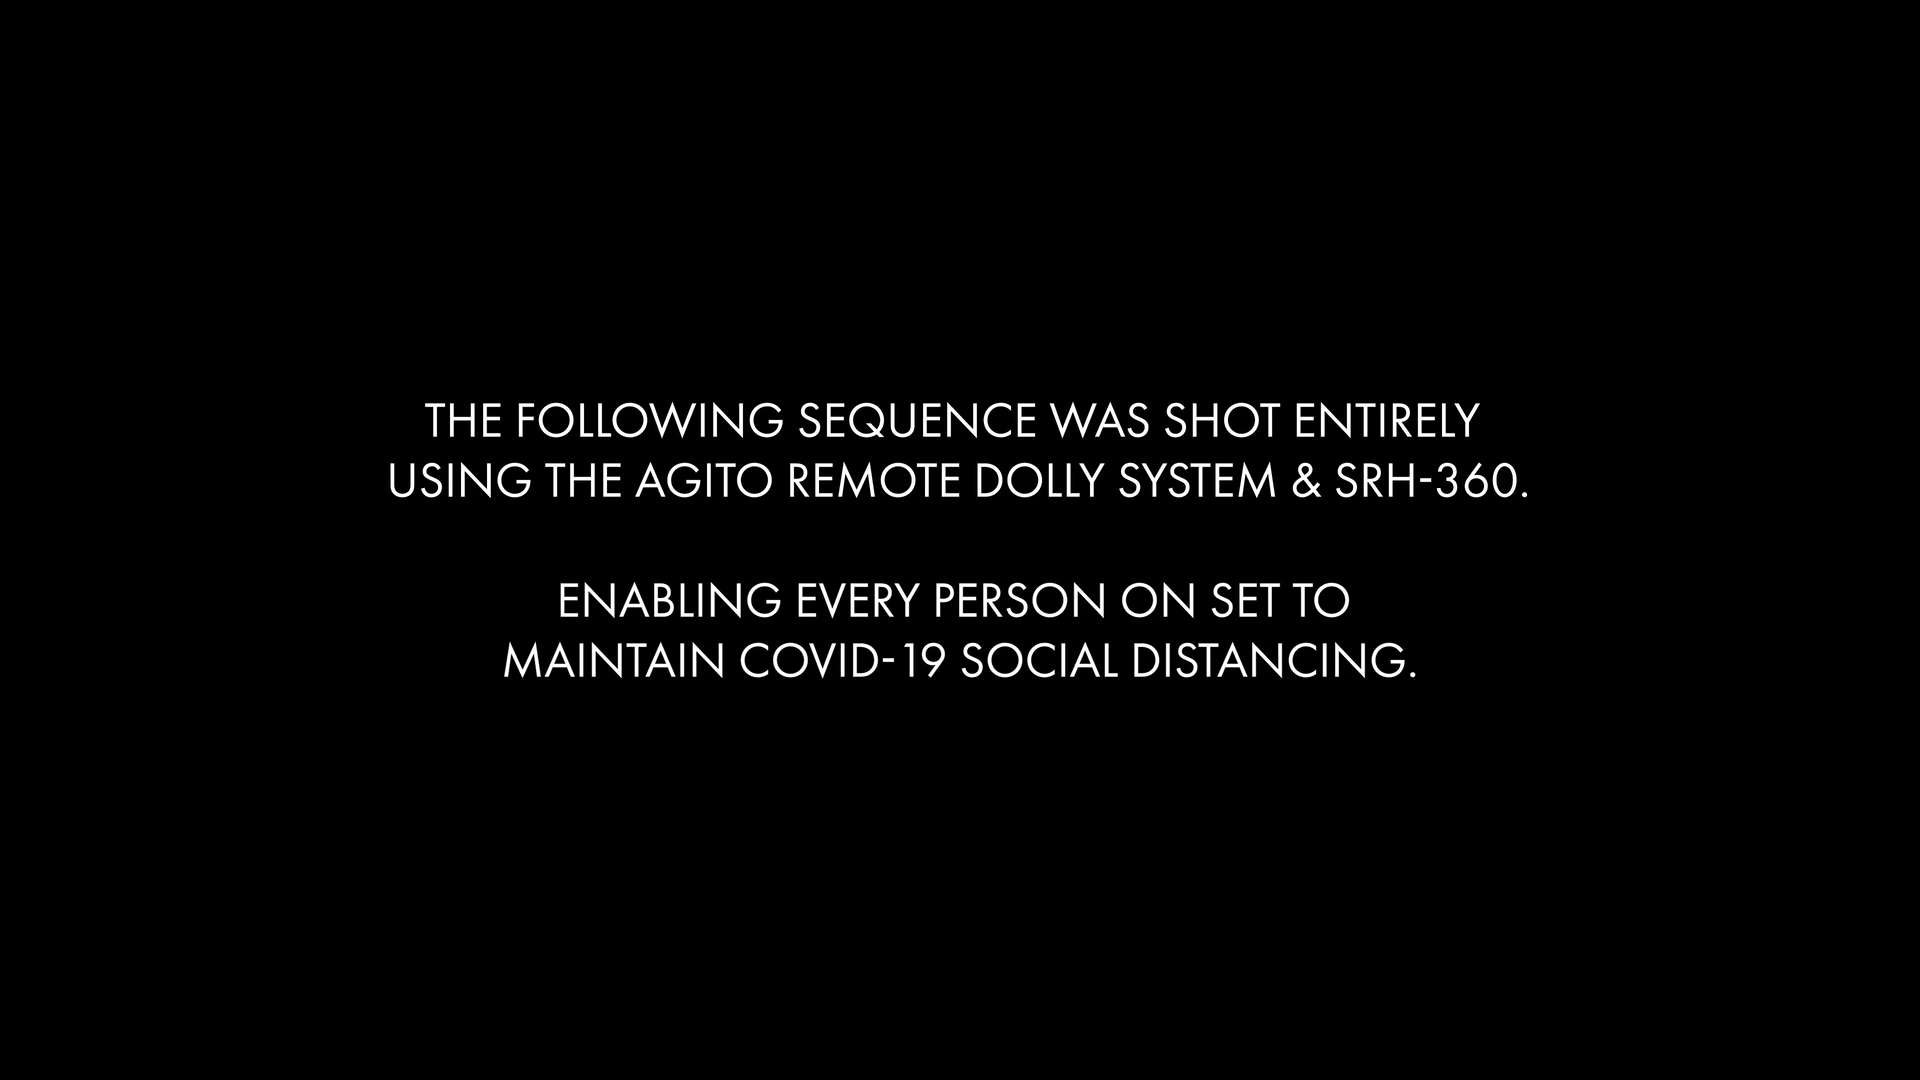 THE FOLLOWING SEQUENCE WAS SHOT ENTIRELY
USING THE AGITO REMOTE DOLLY SYSTEM & SRH-360.
ENABLING EVERY PERSON ON SET TO
MAINTAIN COVID-19 SOCIAL DISTANCING.